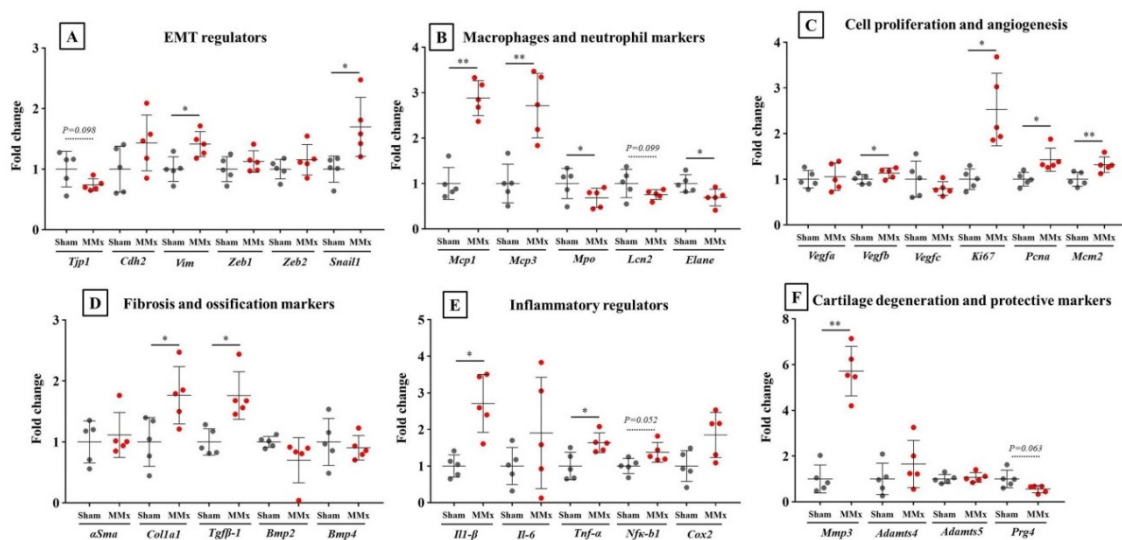 A EMT regulators
Fold change
3
2
1
0
P=0.098
*
*
Sham MMx Sham MMx Sham MMx Sham MMx Sham MMx Sham MMx
Tjp1 Cdh2 Vim Zeb1 Zeb2 Snail1
B Macrophages and neutrophil markers
Fold change
4
3
2
1
0
**
**
*
P=0.099
*
Sham MMx Sham MMx Sham MMx Sham MMx Sham MMx
Mcp1 Mcp3 Mpo Lcn2 Elane
C Cell proliferation and angiogenesis
Fold change
4
3
2
1
0
*
*
*
**
Sham MMx Sham MMx Sham MMx Sham MMx Sham MMx Sham MMx
Vegfa Vegfb Vegfc Ki67 Pcna Mcm2
D Fibrosis and ossification markers
Fold change
3
2
1
0
*
*
Sham MMx Sham MMx Sham MMx Sham MMx Sham MMx
αSma Col1a1 Tgfβ-1 Bmp2 Bmp4
E Inflammatory regulators
Fold change
5
4
3
2
1
0
*
*
P=0.052
Sham MMx Sham MMx Sham MMx Sham MMx Sham MMx
Il1-β Il-6 Tnf-α Nfκ-b1 Cox2
F Cartilage degeneration and protective markers
Fold change
8
6
4
2
0
**
P=0.063
Sham MMx Sham MMx Sham MMx Sham MMx
Mmp3 Adamts4 Adamts5 Prg4